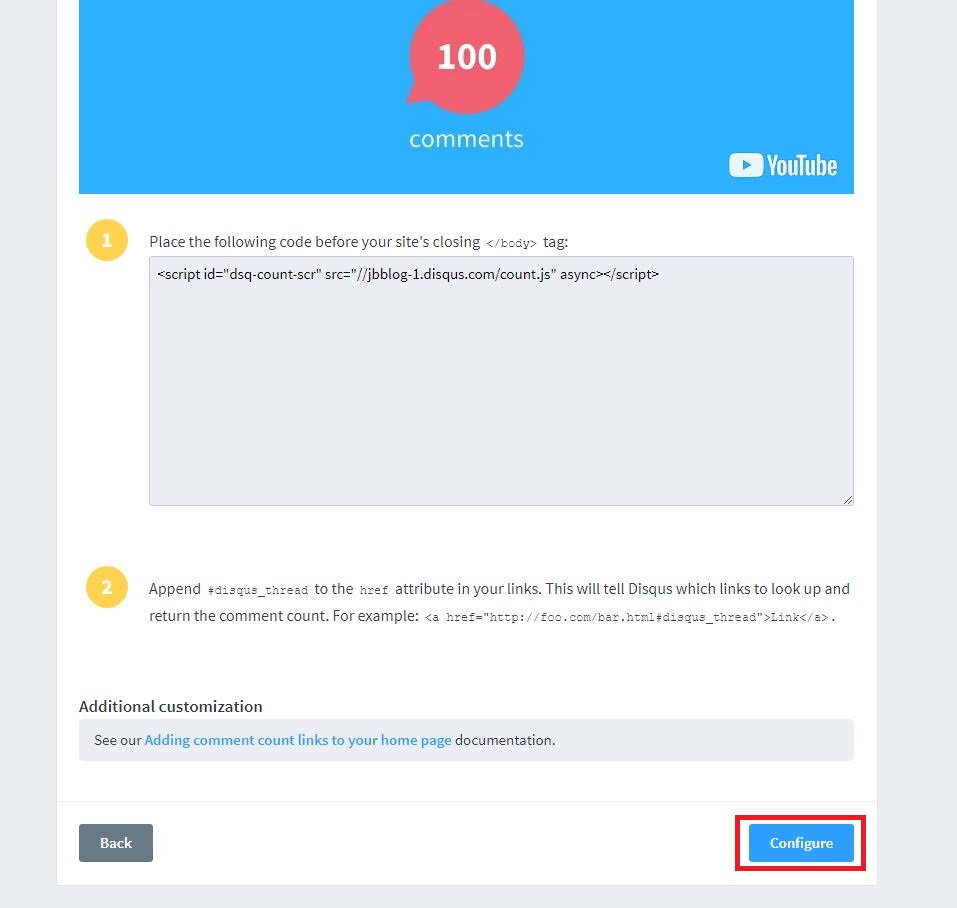 100
comments
YouTube
1
Place the following code before your site's closing </body> tag:
<script id="dsq-count-scr" src="//jbblog-1.disqus.com/count.js" async></script>
2
Append #disqus_thread to the href attribute in your links. This will tell Disqus which links to look up and
return the comment count. For example: <a href="http://foo.com/bar.html#disqus_thread">Link</a>.
Additional customization
See our Adding comment count links to your home page documentation.
Back
Configure